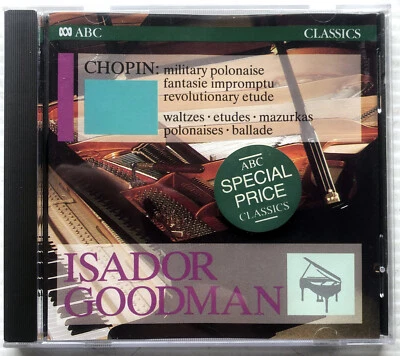 ABC
CLASSICS
CHOPIN: military polonaise
fantasie impromptu
revolutionary etude
waltzes · etudes · mazurkas
polonaises · ballade
ABC
SPECIAL
PRICE
CLASSICS
ISADOR
GOODMAN